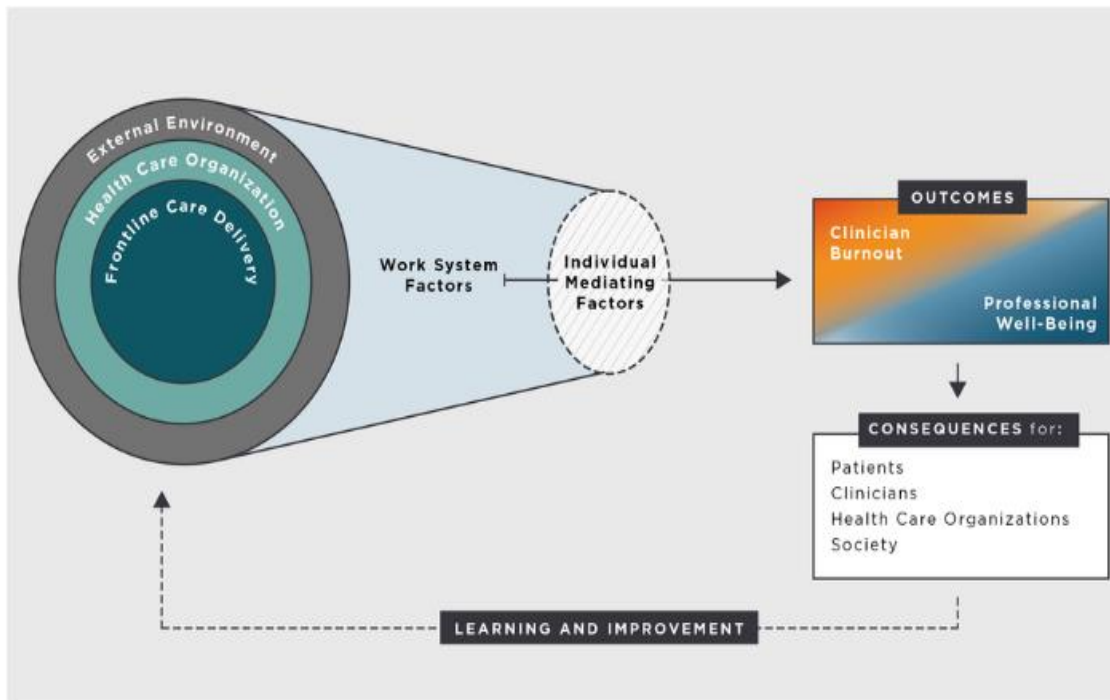 External Environment
Health Care Organization
Frontline Care Delivery
Work System
Factors
Individual
Mediating
Factors
OUTCOMES
Clinician
Burnout
Professional
Well-Being
CONSEQUENCES for:
Patients
Clinicians
Health Care Organizations
Society
LEARNING AND IMPROVEMENT